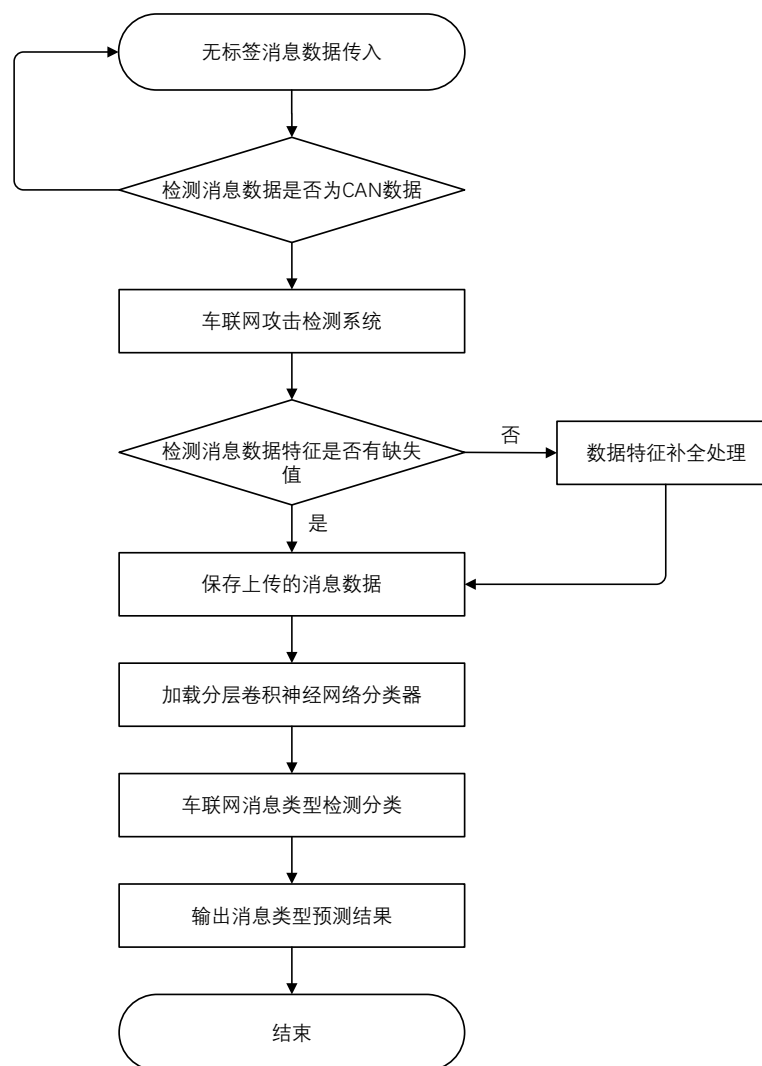 无标签消息数据传入
检测消息数据是否为CAN数据
车联网攻击检测系统
检测消息数据特征是否有缺失
值
否
数据特征补全处理
是
保存上传的消息数据
加载分层卷积神经网络分类器
车联网消息类型检测分类
输出消息类型预测结果
结束